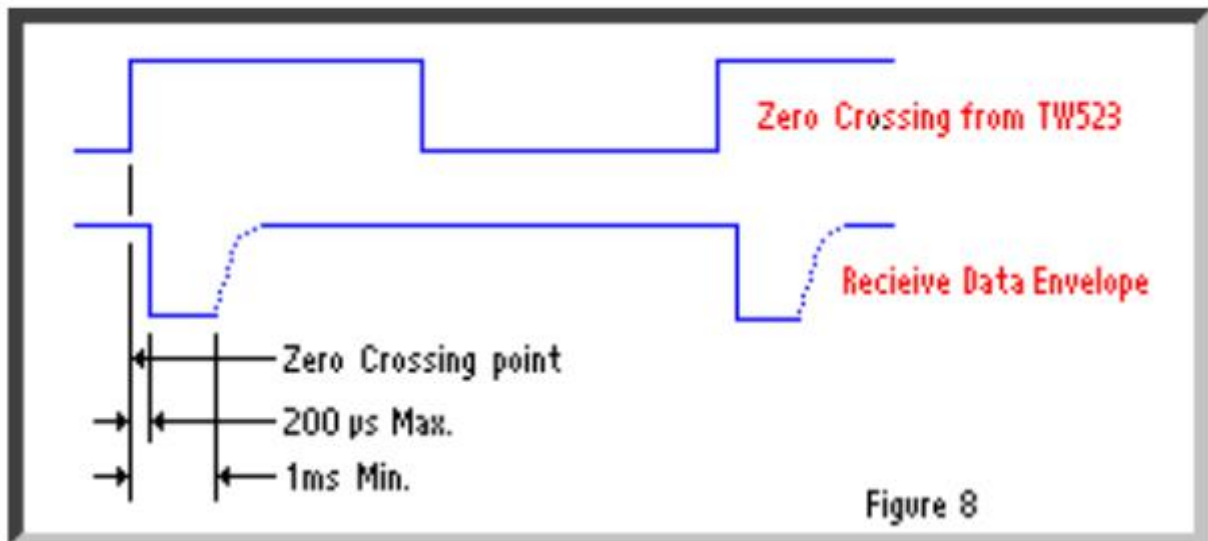 Zero Crossing from TW523
Recieive Data Envelope
Zero Crossing point
200 µs Max.
1ms Min.
Figure 8